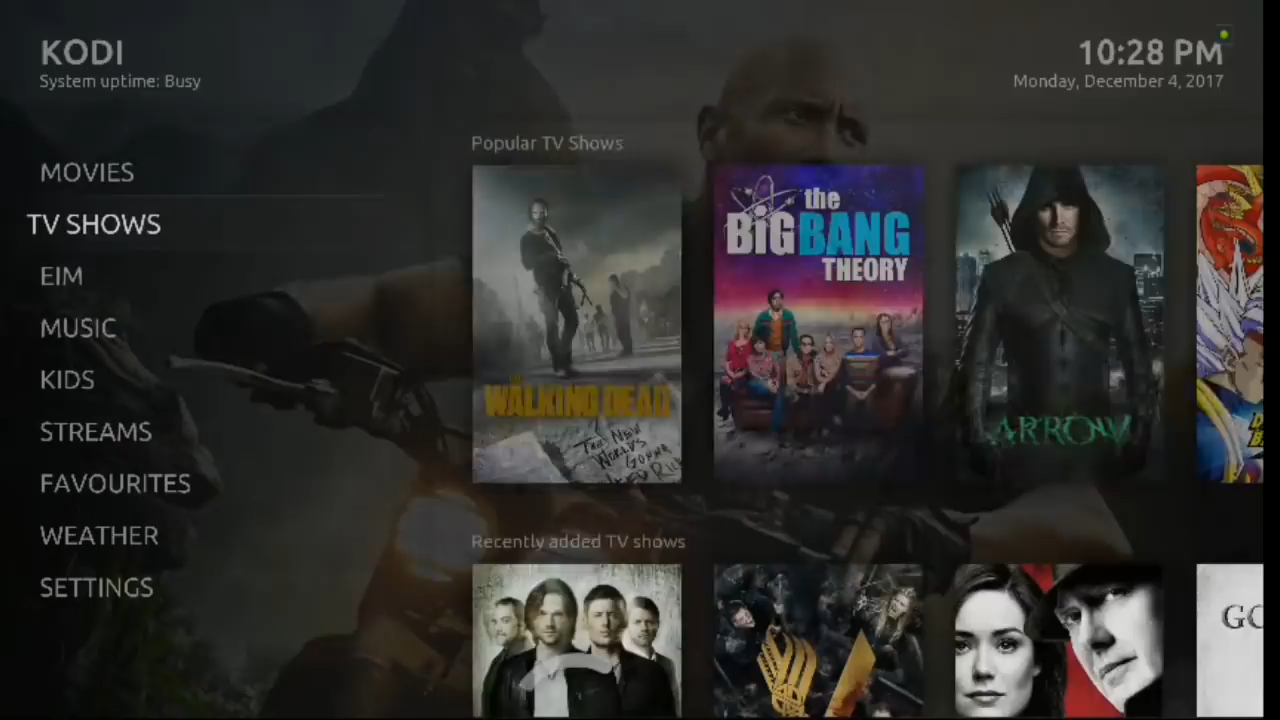 KODI
System uptime: Busy
10:28 PM
Monday, December 4, 2017
MOVIES
TV SHOWS
EIM
MUSIC
KIDS
STREAMS
FAVOURITES
WEATHER
SETTINGS
Popular TV Shows
THE WALKING DEAD
the
BIG BANG
THEORY
ARROW
Recently added TV shows
GO